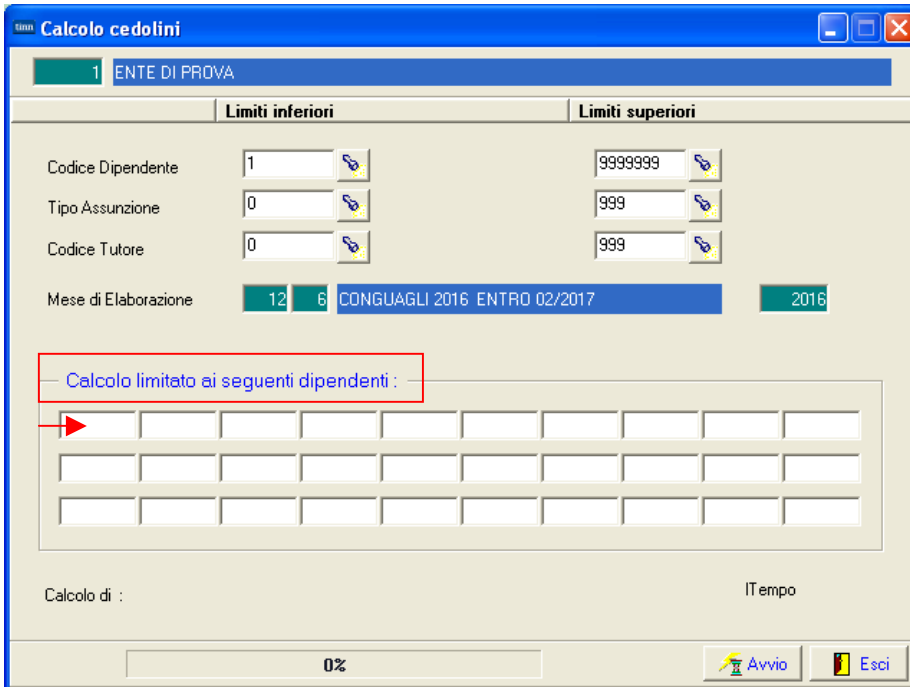 tinn Calcolo cedolini
1 ENTE DI PROVA
Limiti inferiori Limiti superiori
Codice Dipendente 1 9999999
Tipo Assunzione 0 999
Codice Tutore 0 999
Mese di Elaborazione 12 6 CONGUAGLI 2016 ENTRO 02/2017 2016
Calcolo limitato ai seguenti dipendenti :
Calcolo di : lTempo
0% Avvio Esci